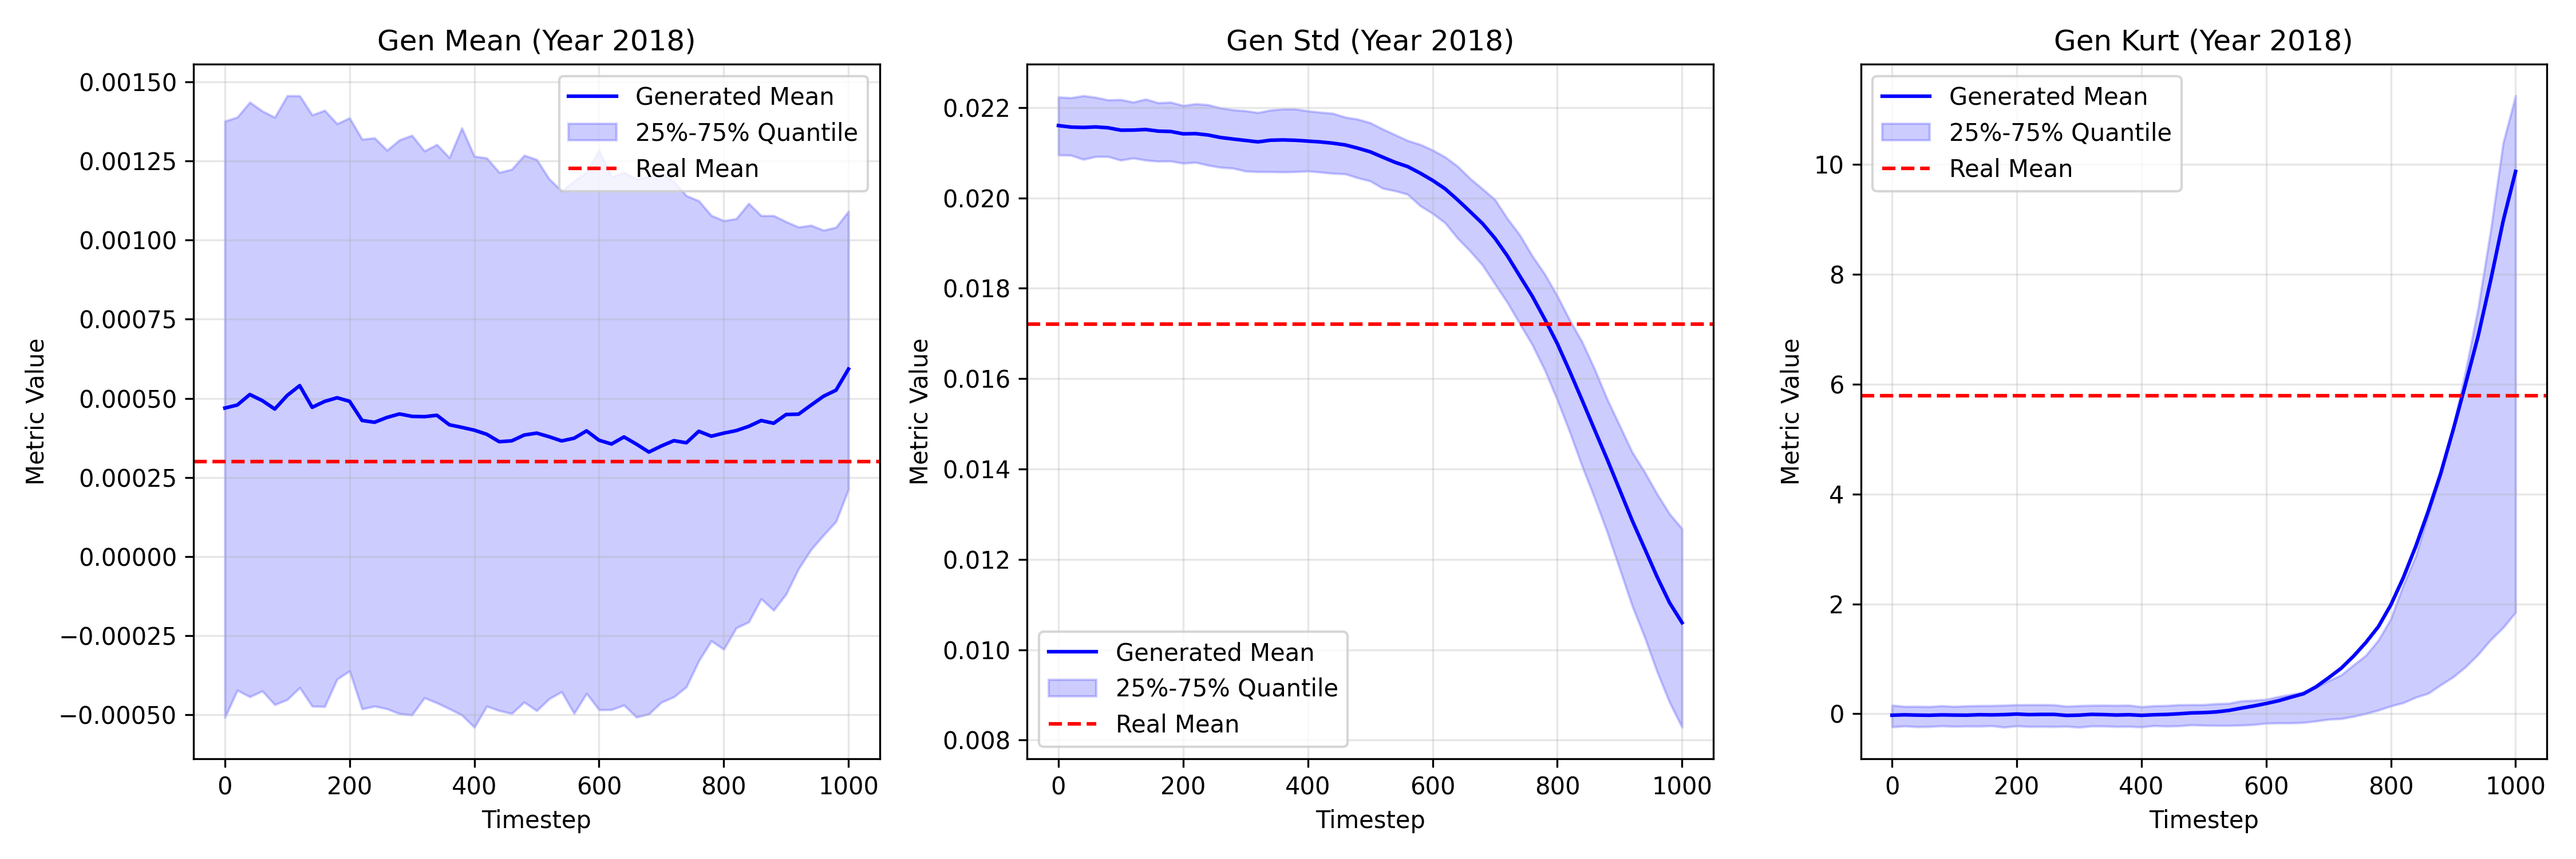 Gen Mean (Year 2018)
0.00150
0.00125
0.00100
0.00075
0.00050
0.00025
0.00000
−0.00025
−0.00050
Metric Value
Generated Mean
25%-75% Quantile
Real Mean
0 200 400 600 800 1000
Timestep
Gen Std (Year 2018)
0.022
0.020
0.018
0.016
0.014
0.012
0.010
0.008
Metric Value
Generated Mean
25%-75% Quantile
Real Mean
0 200 400 600 800 1000
Timestep
Gen Kurt (Year 2018)
10
8
6
4
2
0
Metric Value
Generated Mean
25%-75% Quantile
Real Mean
0 200 400 600 800 1000
Timestep